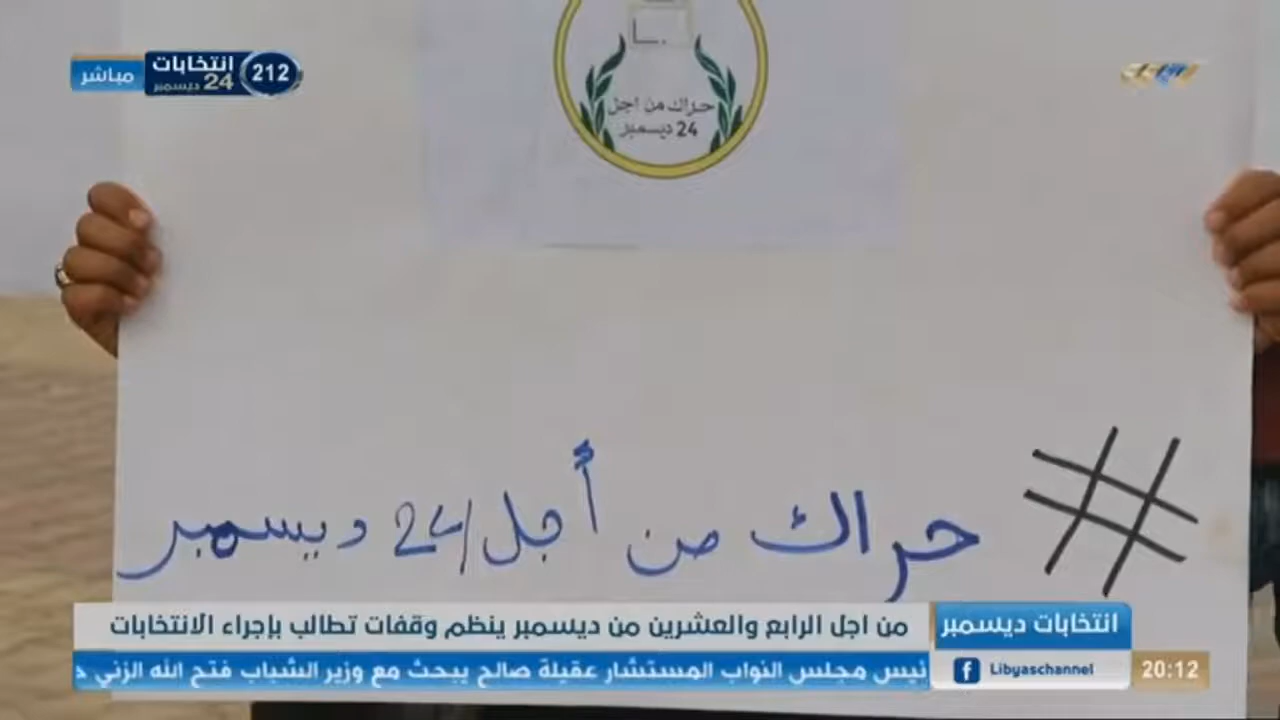 مباشر
انتخابات
24 ديسمبر
212
حراك من اجل
24 ديسمبر
# حراك من أجل 24 ديسمبر
انتخابات ديسمبر
من اجل الرابع والعشرين من ديسمبر ينظم وقفات تطالب بإجراء الانتخابات
ئيس مجلس النواب المستشار عقيلة صالح يبحث مع وزير الشباب فتح الله الزني
Libyaschannel
20:12